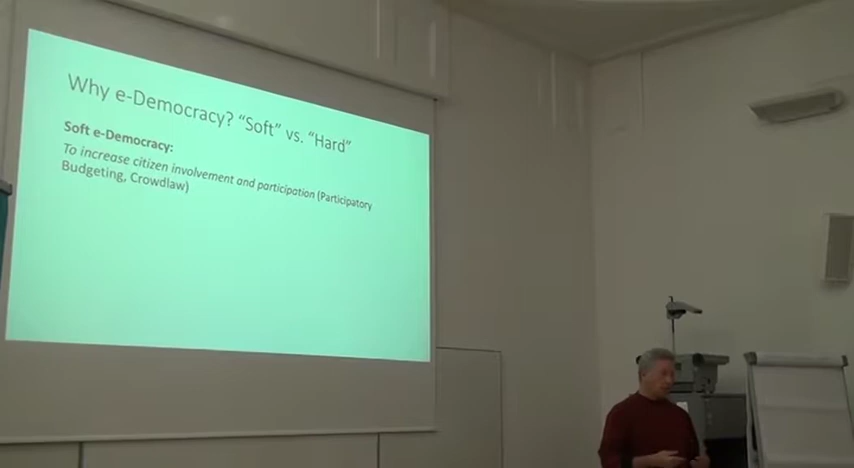 Why e-Democracy? “Soft” vs. “Hard”
Soft e-Democracy:
To increase citizen involvement and participation (Participatory
Budgeting, Crowdlaw)